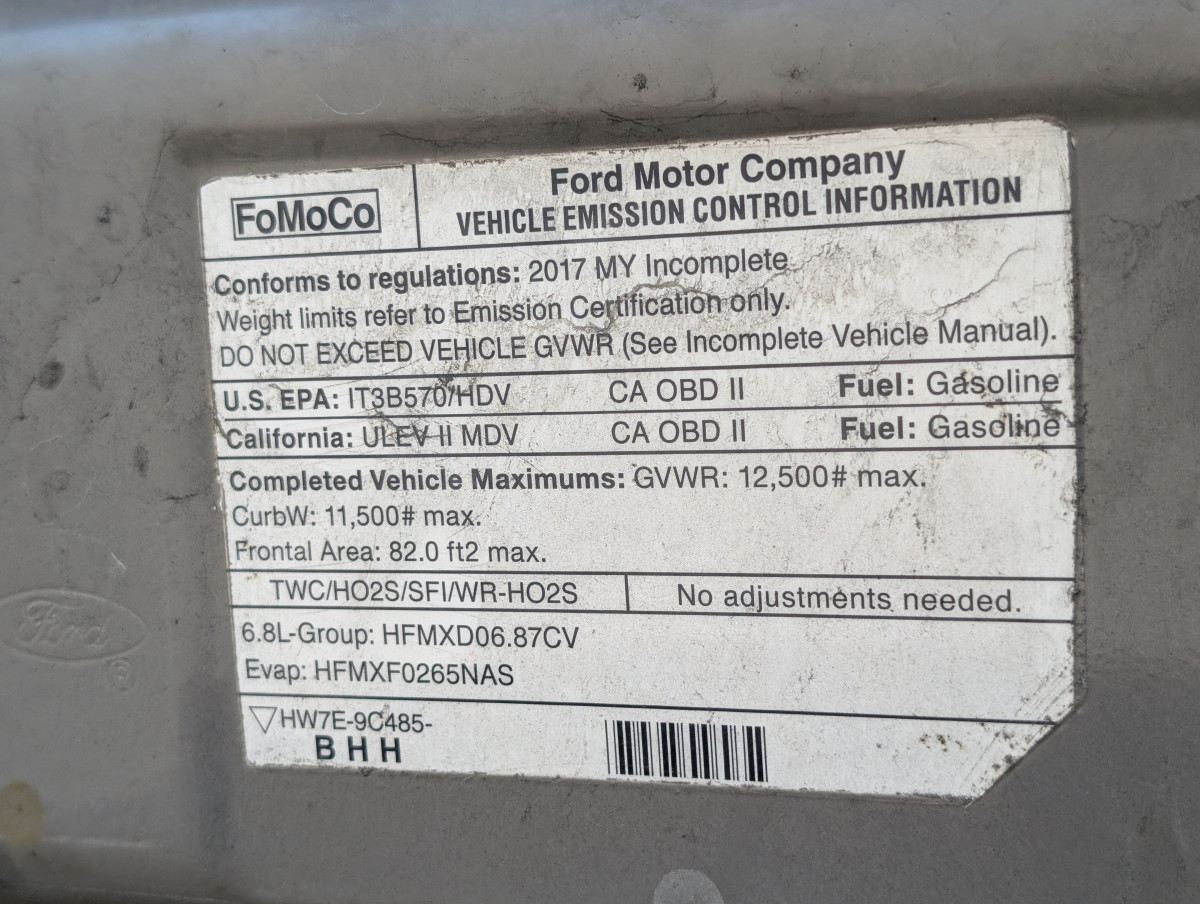 FoMoCo
Ford Motor Company
VEHICLE EMISSION CONTROL INFORMATION
Conforms to regulations: 2017 MY Incomplete
Weight limits refer to Emission Certification only.
DO NOT EXCEED VEHICLE GVWR (See Incomplete Vehicle Manual).
U.S. EPA: IT3B570/HDV CA OBD II Fuel: Gasoline
California: ULEV II MDV CA OBD II Fuel: Gasoline
Completed Vehicle Maximums: GVWR: 12,500# max.
CurbW: 11,500# max.
Frontal Area: 82.0 ft2 max.
TWC/HO2S/SFI/WR-HO2S No adjustments needed.
6.8L-Group: HFMXD06.87CV
Evap: HFMXF0265NAS
HW7E-9C485-
B H H
Ford
®